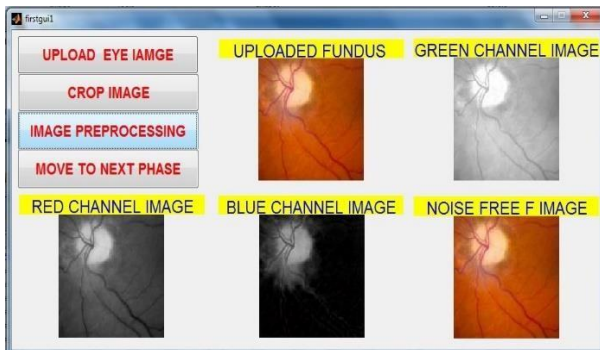 firstgui1
UPLOAD EYE IAMGE
CROP IMAGE
IMAGE PREPROCESSING
MOVE TO NEXT PHASE
UPLOADED FUNDUS
GREEN CHANNEL IMAGE
RED CHANNEL IMAGE
BLUE CHANNEL IMAGE
NOISE FREE F IMAGE